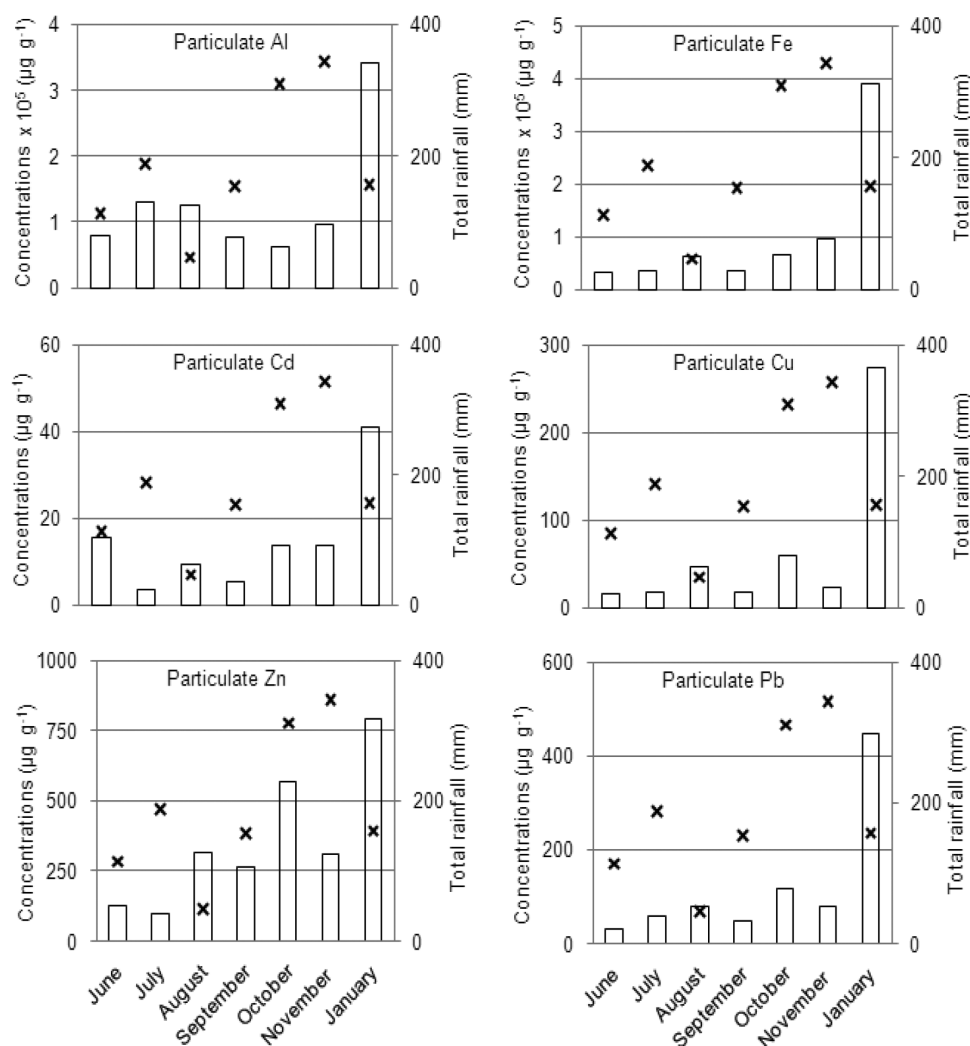 Particulate Al
Concentrations x 10⁵ (µg g⁻¹)
4
3
2
1
0
400
200
0
Total rainfall (mm)
Particulate Fe
Concentrations x 10⁵ (µg g⁻¹)
5
4
3
2
1
0
400
200
0
Total rainfall (mm)
Particulate Cd
Concentrations (µg g⁻¹)
60
40
20
0
400
200
0
Total rainfall (mm)
Particulate Cu
Concentrations (µg g⁻¹)
300
200
100
0
400
200
0
Total rainfall (mm)
Particulate Zn
Concentrations (µg g⁻¹)
1000
750
500
250
0
400
200
0
Total rainfall (mm)
June
July
August
September
October
November
January
Particulate Pb
Concentrations (µg g⁻¹)
600
400
200
0
400
200
0
Total rainfall (mm)
June
July
August
September
October
November
January